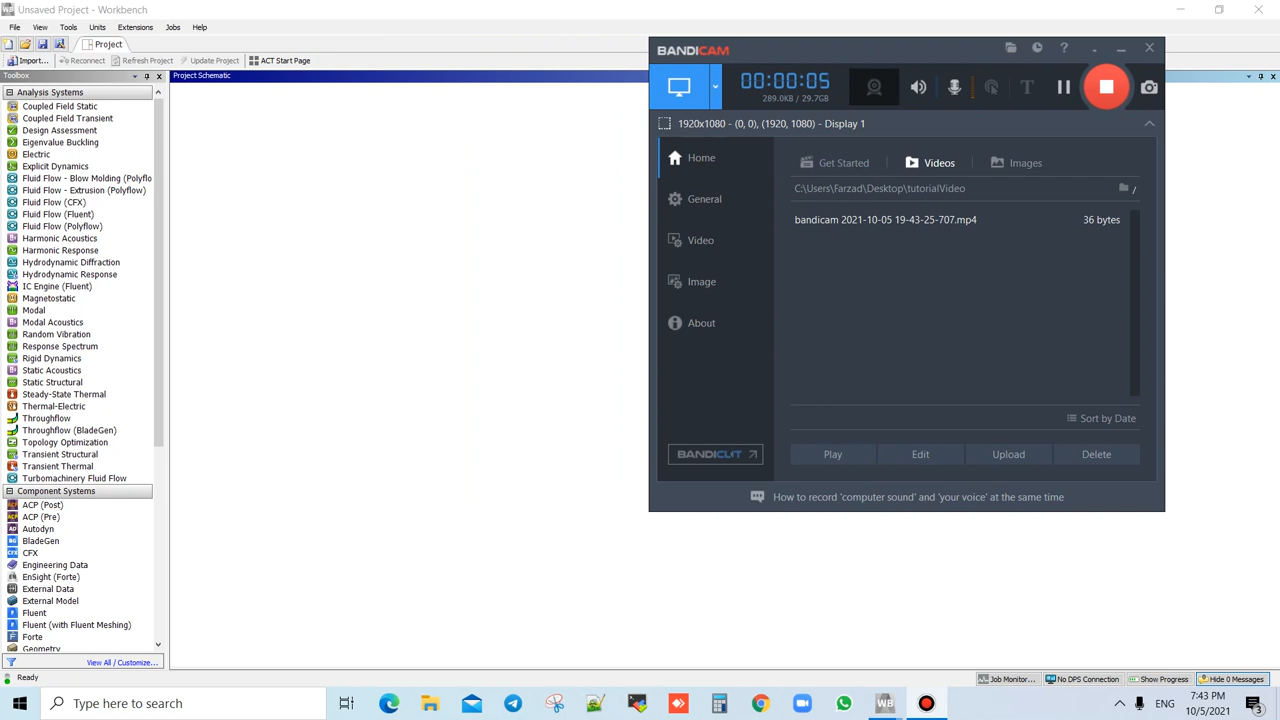 Unsaved Project - Workbench
File View Tools Units Extensions Jobs Help
Project
Import... Reconnect Refresh Project Update Project ACT Start Page
Toolbox
Project Schematic
Analysis Systems
Coupled Field Static
Coupled Field Transient
Design Assessment
Eigenvalue Buckling
Electric
Explicit Dynamics
Fluid Flow - Blow Molding (Polyflo
Fluid Flow - Extrusion (Polyflow)
Fluid Flow (CFX)
Fluid Flow (Fluent)
Fluid Flow (Polyflow)
Harmonic Acoustics
Harmonic Response
Hydrodynamic Diffraction
Hydrodynamic Response
IC Engine (Fluent)
Magnetostatic
Modal
Modal Acoustics
Random Vibration
Response Spectrum
Rigid Dynamics
Static Acoustics
Static Structural
Steady-State Thermal
Thermal-Electric
Throughflow
Throughflow (BladeGen)
Topology Optimization
Transient Structural
Transient Thermal
Turbomachinery Fluid Flow
Component Systems
ACP (Post)
ACP (Pre)
Autodyn
BladeGen
CFX
Engineering Data
EnSight (Forte)
External Data
External Model
Fluent
Fluent (with Fluent Meshing)
Forte
Geometry
View All / Customize...
Ready
BANDICAM
00:00:05
289.0KB / 29.7GB
1920x1080 - (0, 0), (1920, 1080) - Display 1
Home
General
Video
Image
About
BANDICUT
Get Started Videos Images
C:\Users\Farzad\Desktop\tutorialVideo /
bandicam 2021-10-05 19-43-25-707.mp4 36 bytes
Sort by Date
Play Edit Upload Delete
How to record 'computer sound' and 'your voice' at the same time
Job Monitor... No DPS Connection Show Progress Hide 0 Messages
Type here to search
WB
ENG
7:43 PM
10/5/2021
3